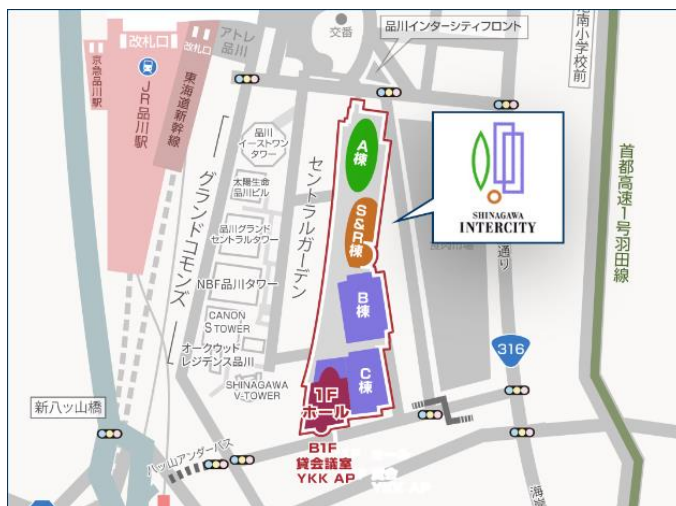 品川インターシティフロント
交番
港南小学校前
改札口
改札口
アトレ
品川
京急品川駅
JR品川駅
東海道新幹線
品川
イーストワン
タワー
太陽生命
品川ビル
品川グランド
セントラルタワー
NBF品川タワー
CANON
S TOWER
オークウッド
レジデンス品川
SHINAGAWA
V-TOWER
グランドコモンズ
セントラルガーデン
A棟
S&R棟
B棟
C棟
1F
ホール
B1F
貸会議室
YKK AP
SHINAGAWA
INTERCITY
通り
316
首都高速1号羽田線
新八ッ山橋
八ッ山アンダーパス
海岸
YKK AP